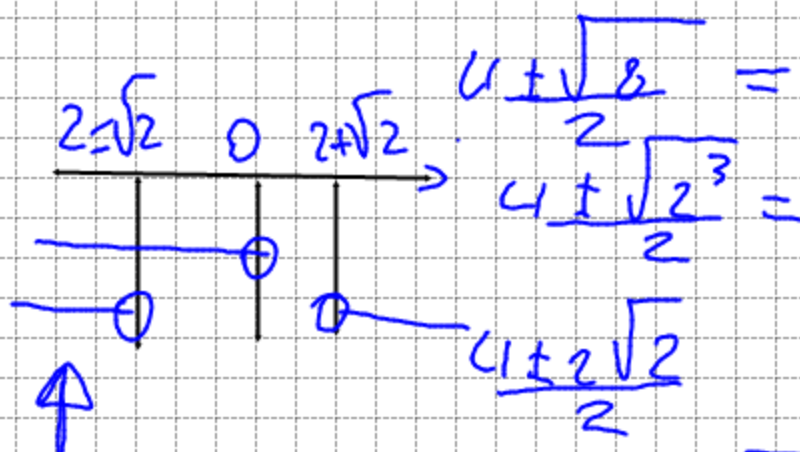 4 ± √8 / 2 =
2-√2 0 2+√2
4 ± √2³ / 2 =
4 ± 2√2 / 2